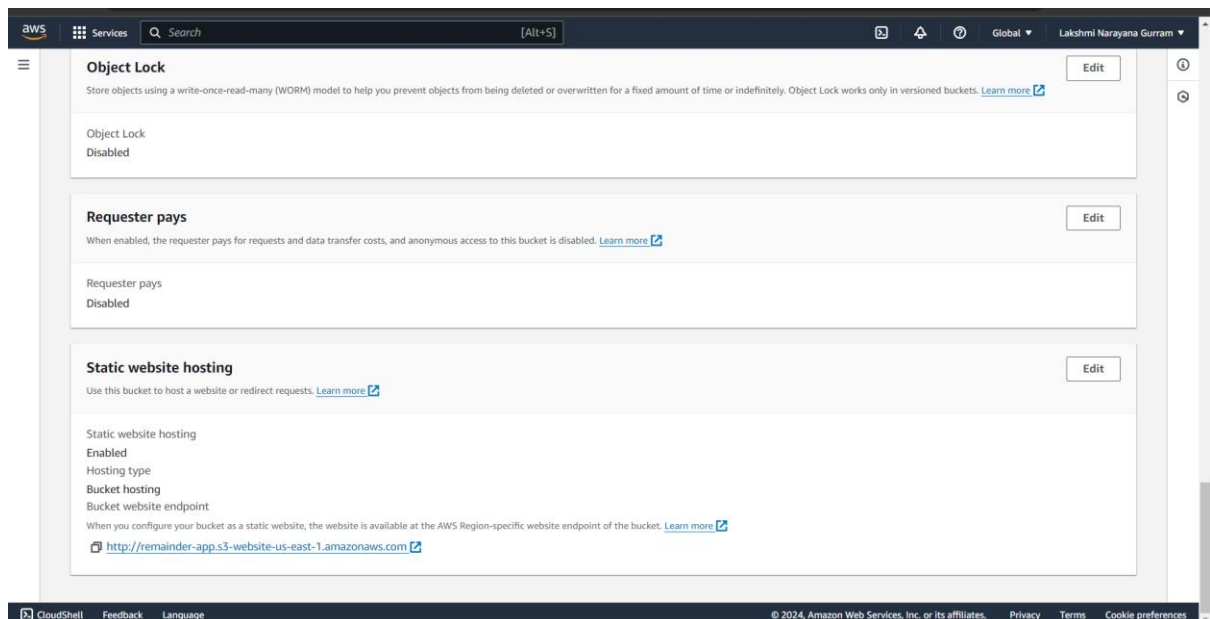 aws Services Search [Alt+S] Global Lakshmi Narayana Gurram
Object Lock Edit
Store objects using a write-once-read-many (WORM) model to help you prevent objects from being deleted or overwritten for a fixed amount of time or indefinitely. Object Lock works only in versioned buckets. Learn more
Object Lock
Disabled
Requester pays Edit
When enabled, the requester pays for requests and data transfer costs, and anonymous access to this bucket is disabled. Learn more
Requester pays
Disabled
Static website hosting Edit
Use this bucket to host a website or redirect requests. Learn more
Static website hosting
Enabled
Hosting type
Bucket hosting
Bucket website endpoint
When you configure your bucket as a static website, the website is available at the AWS Region-specific website endpoint of the bucket. Learn more
http://remainder-app.s3-website-us-east-1.amazonaws.com
CloudShell Feedback Language © 2024, Amazon Web Services, Inc. or its affiliates. Privacy Terms Cookie preferences